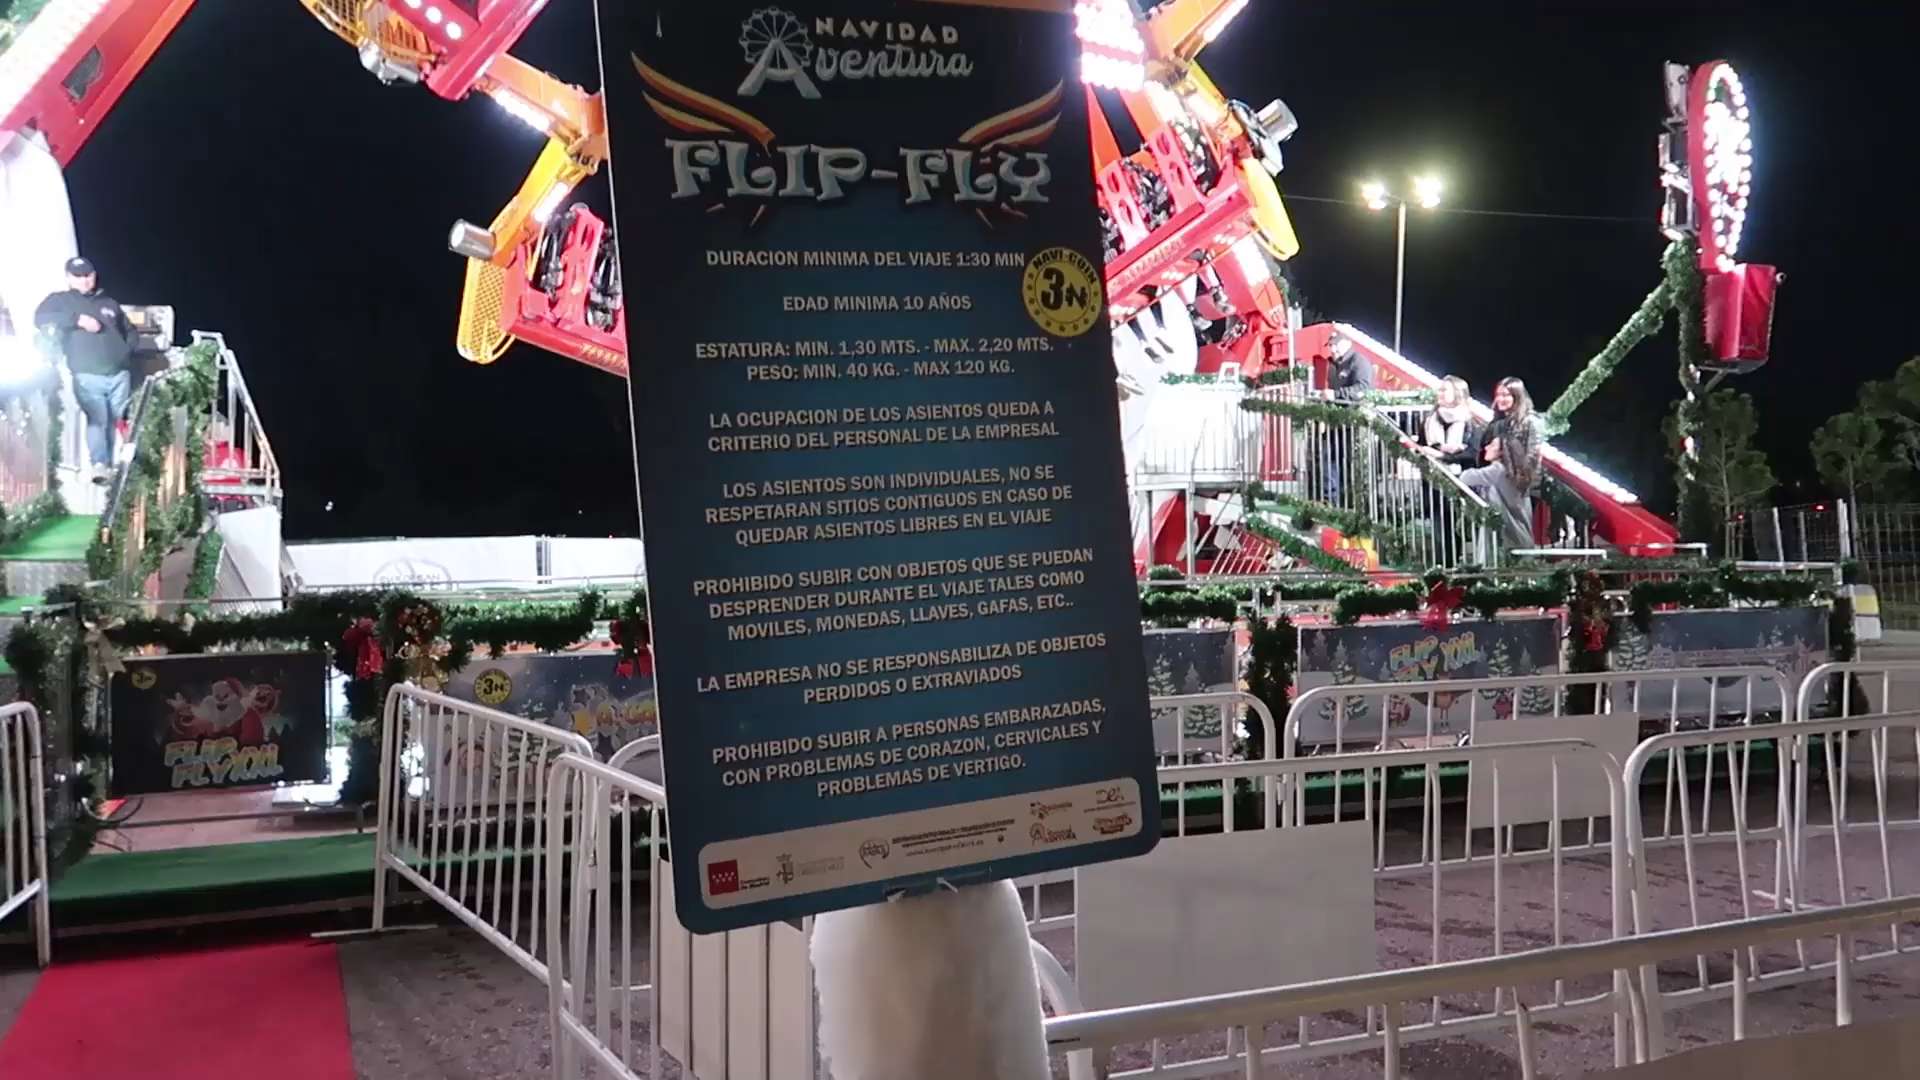 NAVIDAD
Aventura
FLIP-FLY
DURACION MINIMA DEL VIAJE 1:30 MIN
NAVI-COIN
3N
EDAD MINIMA 10 AÑOS
ESTATURA: MIN. 1,30 MTS. - MAX. 2,20 MTS.
PESO: MIN. 40 KG. - MAX 120 KG.
LA OCUPACION DE LOS ASIENTOS QUEDA A
CRITERIO DEL PERSONAL DE LA EMPRESAL
LOS ASIENTOS SON INDIVIDUALES, NO SE
RESPETARAN SITIOS CONTIGUOS EN CASO DE
QUEDAR ASIENTOS LIBRES EN EL VIAJE
PROHIBIDO SUBIR CON OBJETOS QUE SE PUEDAN
DESPRENDER DURANTE EL VIAJE TALES COMO
MOVILES, MONEDAS, LLAVES, GAFAS, ETC..
LA EMPRESA NO SE RESPONSABILIZA DE OBJETOS
PERDIDOS O EXTRAVIADOS
PROHIBIDO SUBIR A PERSONAS EMBARAZADAS,
CON PROBLEMAS DE CORAZON, CERVICALES Y
PROBLEMAS DE VERTIGO.
Comunidad
de Madrid
3N
FLIP
FLY XXL
3N
FLIP
FLY XXL
EUROPEAN